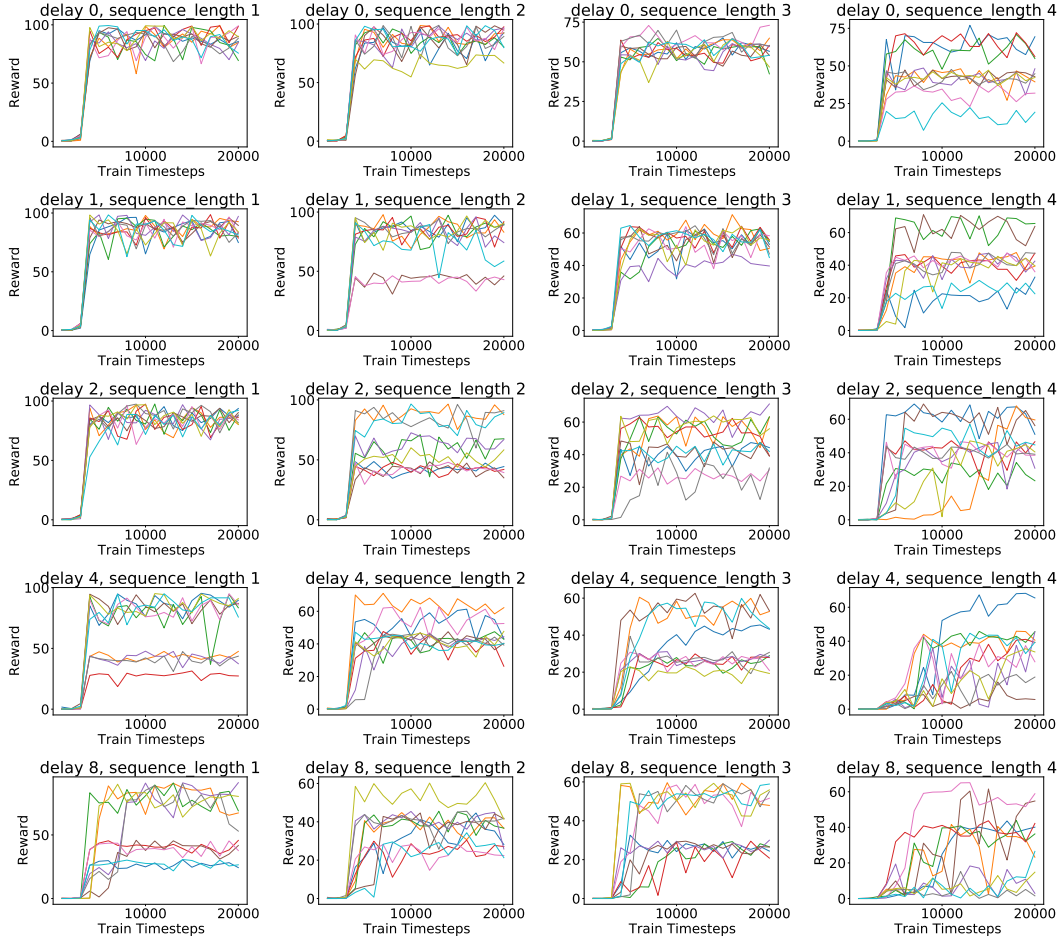 delay 0, sequence_length 1
delay 0, sequence_length 2
delay 0, sequence_length 3
delay 0, sequence_length 4
100
50
0
Reward
10000
20000
Train Timesteps
100
50
0
Reward
10000
20000
Train Timesteps
75
50
25
0
Reward
10000
20000
Train Timesteps
75
50
25
0
Reward
10000
20000
Train Timesteps
delay 1, sequence_length 1
delay 1, sequence_length 2
delay 1, sequence_length 3
delay 1, sequence_length 4
100
50
0
Reward
10000
20000
Train Timesteps
100
50
0
Reward
10000
20000
Train Timesteps
60
40
20
0
Reward
10000
20000
Train Timesteps
60
40
20
0
Reward
10000
20000
Train Timesteps
delay 2, sequence_length 1
delay 2, sequence_length 2
delay 2, sequence_length 3
delay 2, sequence_length 4
100
50
0
Reward
10000
20000
Train Timesteps
100
50
0
Reward
10000
20000
Train Timesteps
60
40
20
0
Reward
10000
20000
Train Timesteps
60
40
20
0
Reward
10000
20000
Train Timesteps
delay 4, sequence_length 1
delay 4, sequence_length 2
delay 4, sequence_length 3
delay 4, sequence_length 4
100
50
0
Reward
10000
20000
Train Timesteps
60
40
20
0
Reward
10000
20000
Train Timesteps
60
40
20
0
Reward
10000
20000
Train Timesteps
60
40
20
0
Reward
10000
20000
Train Timesteps
delay 8, sequence_length 1
delay 8, sequence_length 2
delay 8, sequence_length 3
delay 8, sequence_length 4
50
0
Reward
10000
20000
Train Timesteps
60
40
20
0
Reward
10000
20000
Train Timesteps
60
40
20
0
Reward
10000
20000
Train Timesteps
60
40
20
0
Reward
10000
20000
Train Timesteps